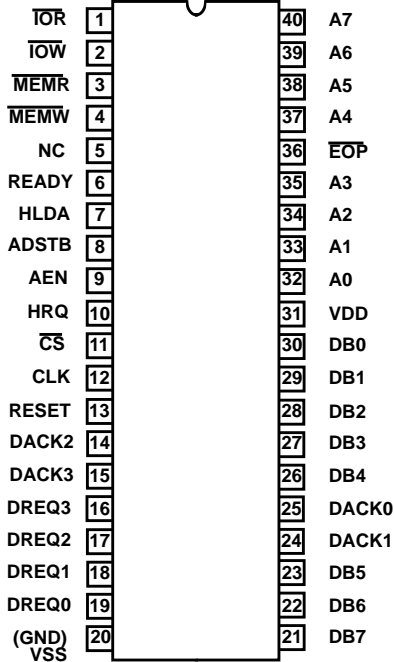 IOR 1 40 A7
IOW 2 39 A6
MEMR 3 38 A5
MEMW 4 37 A4
NC 5 36 EOP
READY 6 35 A3
HLDA 7 34 A2
ADSTB 8 33 A1
AEN 9 32 A0
HRQ 10 31 VDD
CS 11 30 DB0
CLK 12 29 DB1
RESET 13 28 DB2
DACK2 14 27 DB3
DACK3 15 26 DB4
DREQ3 16 25 DACK0
DREQ2 17 24 DACK1
DREQ1 18 23 DB5
DREQ0 19 22 DB6
(GND) 20 21 DB7
VSS